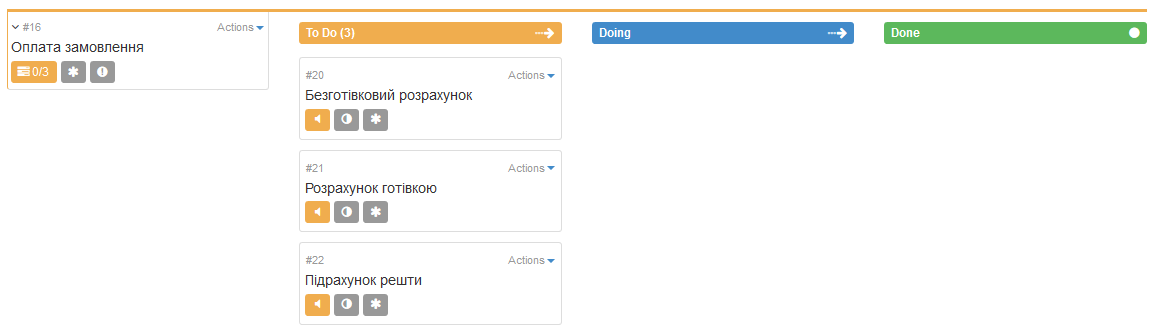 #16 Actions
Оплата замовлення
0/3
To Do (3)
#20 Actions
Безготівковий розрахунок
#21 Actions
Розрахунок готівкою
#22 Actions
Підрахунок решти
Doing
Done